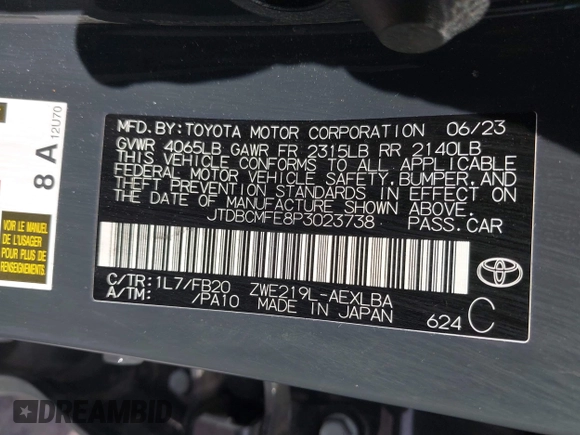 MFD.BY:TOYOTA MOTOR CORPORATION 06/23
GVWR 4065LB GAWR FR 2315LB RR 2140LB
THIS VEHICLE CONFORMS TO ALL APPLICABLE
FEDERAL MOTOR VEHICLE SAFETY, BUMPER, AND
THEFT PREVENTION STANDARDS IN EFFECT ON
THE DATE OF MANUFACTURE SHOWN ABOVE.
JTDBCMFE8P3023738 PASS.CAR
C/TR:1L7/FB20 ZWE219L-AEXLBA
A/TM: /PA10 MADE IN JAPAN
624 C
8 A
12U70
VOIR LE MANUEL
DE L'USAGER
POUR PLUS DE
RENSEIGNEMENTS
DREAMBID